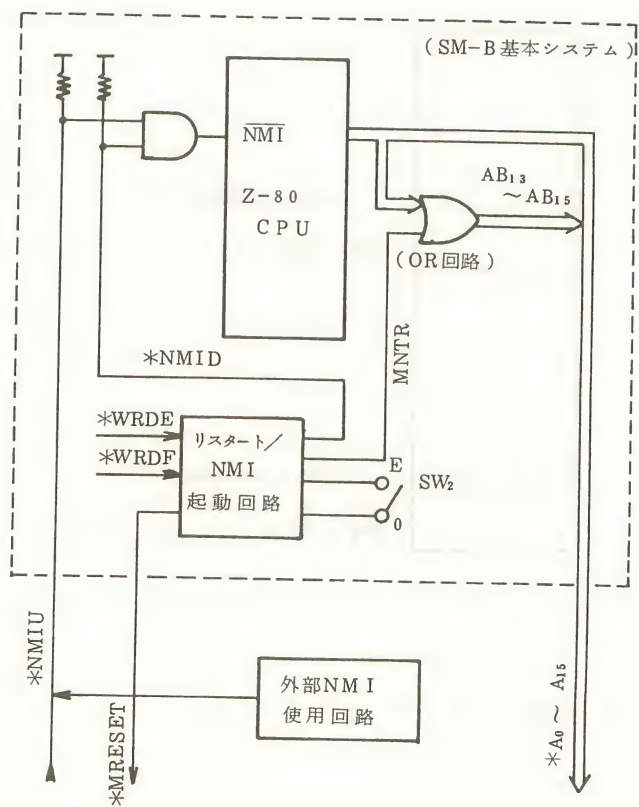 (SM-B基本システム)
NMI
Z-80
CPU
AB13
～AB15
(OR回路)
MNTR
*NMID
*WRDE
*WRDF
リスタート/
NMI
起動回路
E
SW2
0
*NMIU
*MRESET
外部NMI
使用回路
*A0 ～ A15